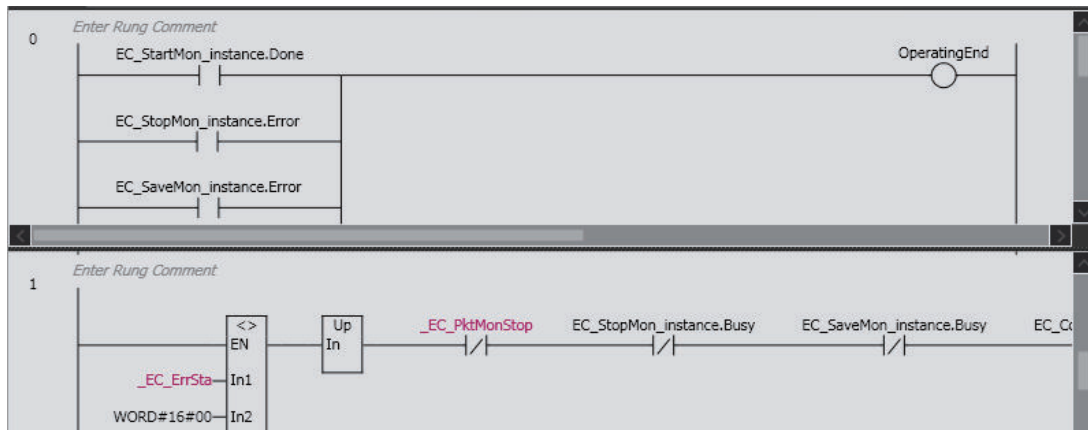 Enter Rung Comment
0
EC_StartMon_instance.Done
OperatingEnd
EC_StopMon_instance.Error
EC_SaveMon_instance.Error
Enter Rung Comment
1
<> Up _EC_PktMonStop EC_StopMon_instance.Busy EC_SaveMon_instance.Busy
EN In
_EC_ErrSta In1
WORD#16#00 In2